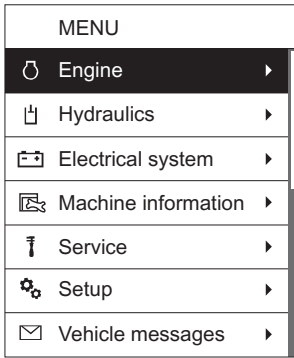 MENU
Engine
Hydraulics
Electrical system
Machine information
Service
Setup
Vehicle messages